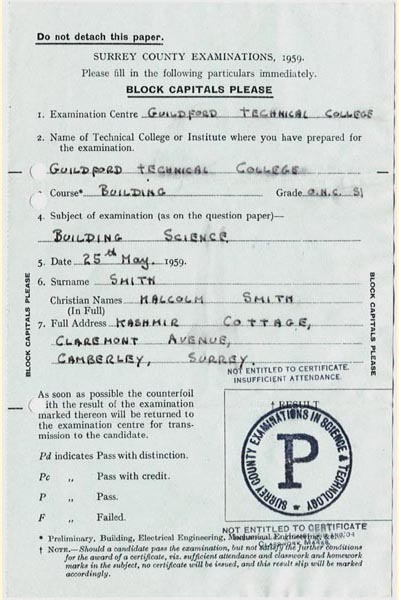 Do not detach this paper.
SURREY COUNTY EXAMINATIONS, 1959.
Please fill in the following particulars immediately.
BLOCK CAPITALS PLEASE
1. Examination Centre GUILDFORD TECHNICAL COLLEGE
2. Name of Technical College or Institute where you have prepared for
the examination.
GUILDFORD TECHNICAL COLLEGE
Course* BUILDING Grade O.N.C. S1
4. Subject of examination (as on the question paper)—
BUILDING SCIENCE
5. Date 25th May, 1959.
6. Surname SMITH
Christian Names MALCOLM SMITH
(In Full)
7. Full Address KASHMIR COTTAGE,
CLAREMONT AVENUE,
CAMBERLEY, SURREY.
BLOCK CAPITALS PLEASE
BLOCK CAPITALS PLEASE
NOT ENTITLED TO CERTIFICATE.
INSUFFICIENT ATTENDANCE.
As soon as possible the counterfoil
with the result of the examination
marked thereon will be returned to
the examination centre for trans-
mission to the candidate.
Pd indicates Pass with distinction.
Pc ,, Pass with credit.
P ,, Pass.
F ,, Failed.
† RESULT
SURREY COUNTY EXAMINATIONS IN SCIENCE & TECHNOLOGY
P
NOT ENTITLED TO CERTIFICATE
* Preliminary, Building, Electrical Engineering, Mechanical Engineering,
† NOTE.—Should a candidate pass the examination, but not satisfy the further conditions
for the award of a certificate, viz. sufficient attendance and classwork and homework
marks in the subject, no certificate will be issued, and this result slip will be marked
accordingly.